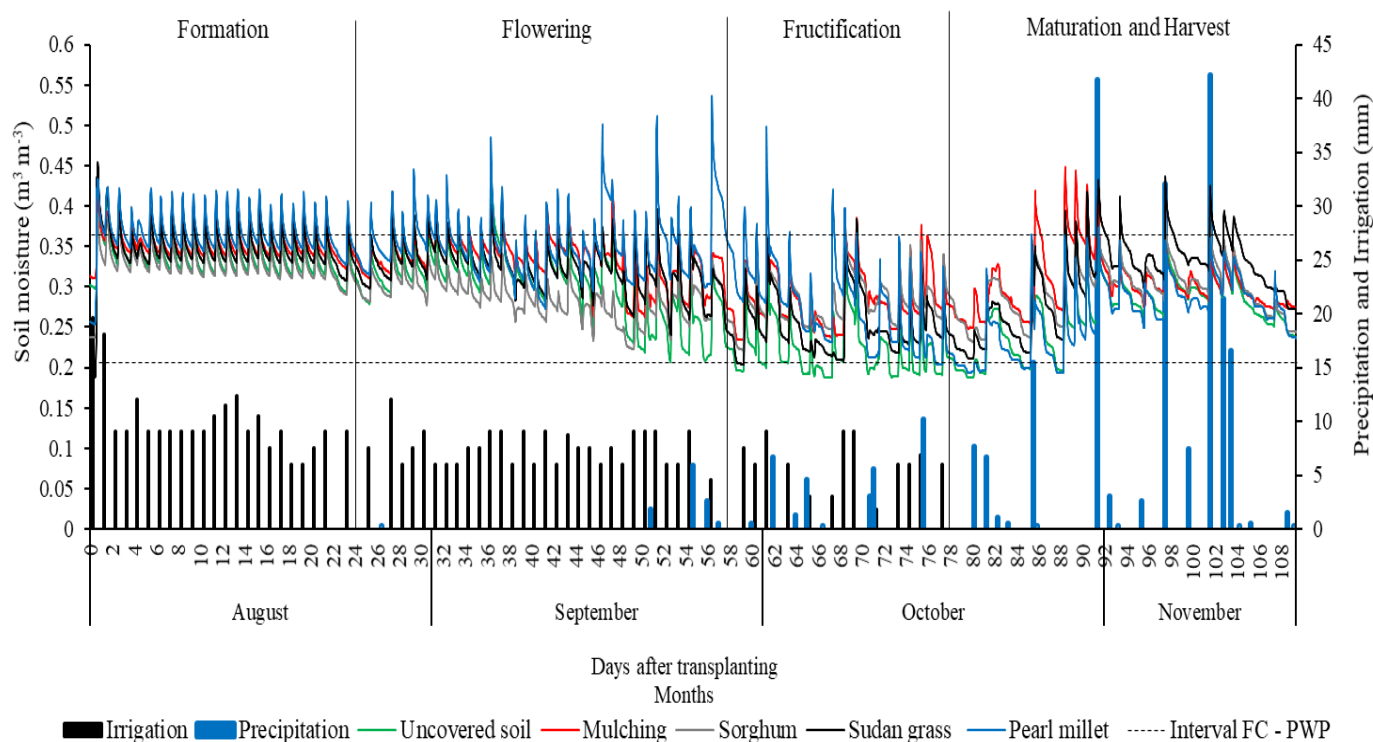 Formation Flowering Fructification Maturation and Harvest
0.6 45
0.55 40
0.5 35
0.45 30
0.4 25
0.35 20
0.3 15
0.25 10
0.2 5
0.15 0
0.1
0.05
0
Soil moisture (m³ m⁻³)
Precipitation and Irrigation (mm)
0 2 4 6 8 10 12 14 16 18 20 22 24 26 28 30 32 34 36 38 40 42 44 46 48 50 52 54 56 58 60 62 64 66 68 70 72 74 76 78 80 82 84 86 88 90 92 94 96 98 100 102 104 106 108
August September October November
Days after transplanting
Months
Irrigation Precipitation Uncovered soil Mulching Sorghum Sudan grass Pearl millet Interval FC - PWP